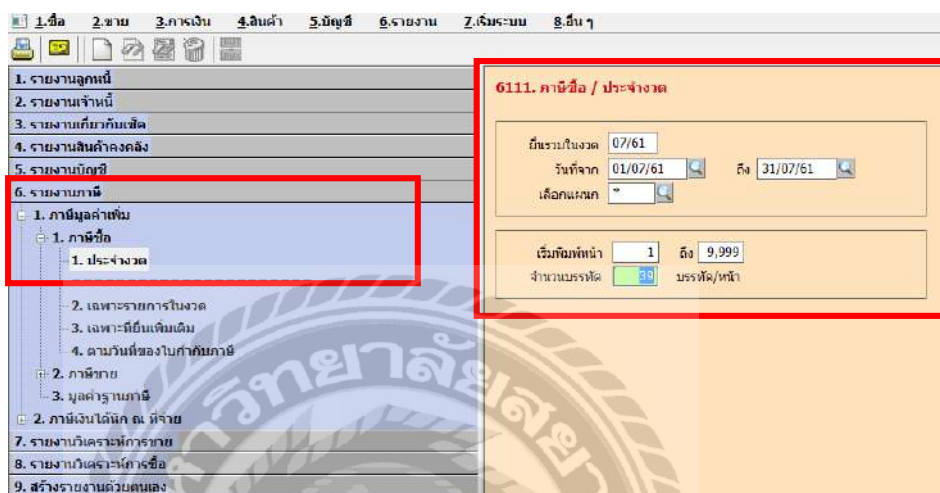 1.ซื้อ 2.ขาย 3.การเงิน 4.สินค้า 5.บัญชี 6.รายงาน 7.เริ่มระบบ 8.อื่น ๆ
1. รายงานลูกหนี้
2. รายงานเจ้าหนี้
3. รายงานเกี่ยวกับเช็ค
4. รายงานสินค้าคงคลัง
5. รายงานบัญชี
6. รายงานภาษี
1. ภาษีมูลค่าเพิ่ม
1. ภาษีซื้อ
1. ประจำงวด
2. เฉพาะรายการในงวด
3. เฉพาะที่ยื่นเพิ่มเติม
4. ตามวันที่ของใบกำกับภาษี
2. ภาษีขาย
3. มูลค่าฐานภาษี
2. ภาษีเงินได้หัก ณ ที่จ่าย
7. รายงานวิเคราะห์การขาย
8. รายงานวิเคราะห์การซื้อ
9. สร้างรายงานด้วยตนเอง
6111. ภาษีซื้อ / ประจำงวด
ยื่นรวมในงวด 07/61
วันที่จาก 01/07/61 ถึง 31/07/61
เลือกแผนก *
เริ่มพิมพ์หน้า 1 ถึง 9,999
จำนวนบรรทัด 39 บรรทัด/หน้า